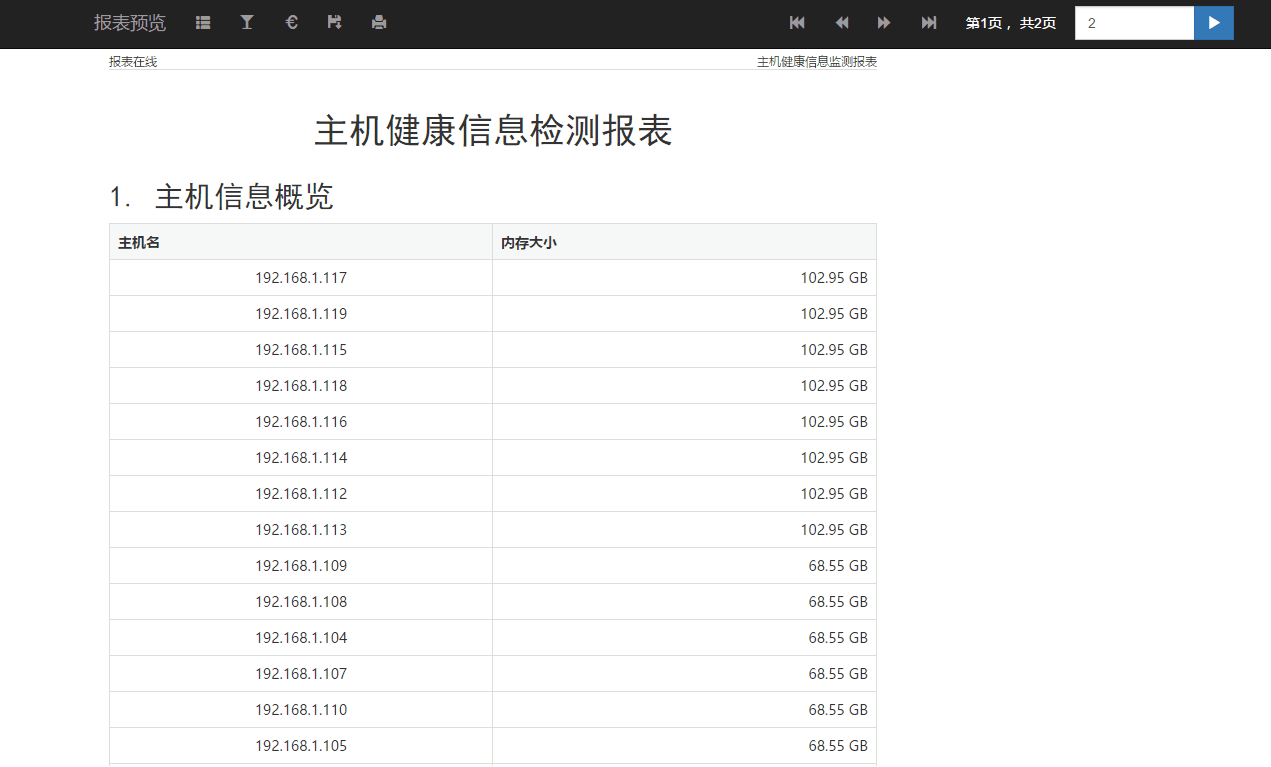 报表预览 第1页 ，共2页 2
报表在线 主机健康信息监测报表
主机健康信息检测报表
1. 主机信息概览
主机名 内存大小
192.168.1.117 102.95 GB
192.168.1.119 102.95 GB
192.168.1.115 102.95 GB
192.168.1.118 102.95 GB
192.168.1.116 102.95 GB
192.168.1.114 102.95 GB
192.168.1.112 102.95 GB
192.168.1.113 102.95 GB
192.168.1.109 68.55 GB
192.168.1.108 68.55 GB
192.168.1.104 68.55 GB
192.168.1.107 68.55 GB
192.168.1.110 68.55 GB
192.168.1.105 68.55 GB